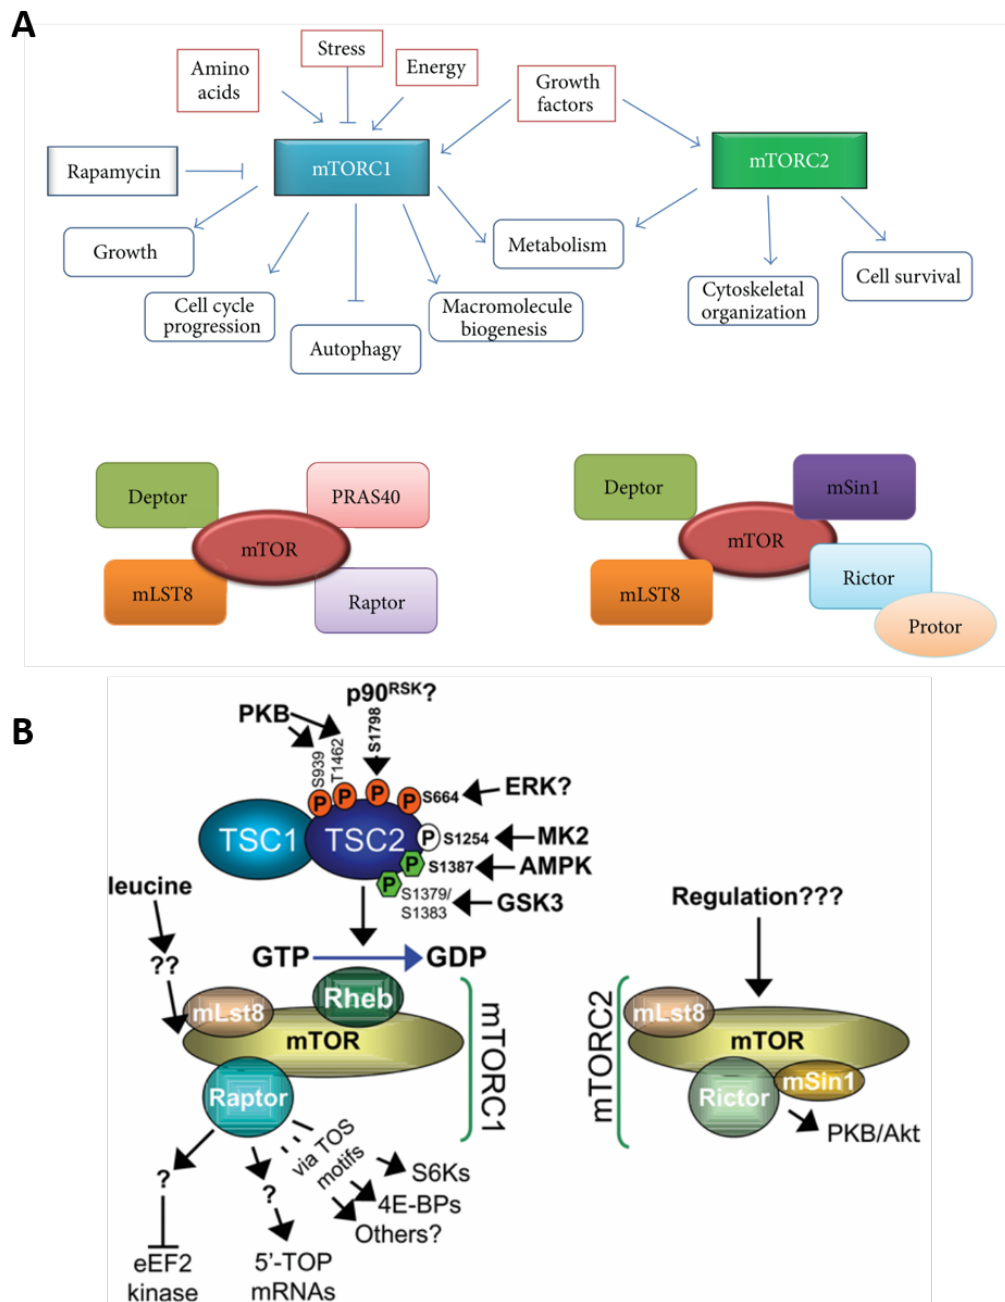 A
Stress
Amino
acids
Energy
Growth
factors
Rapamycin
mTORC1
mTORC2
Growth
Metabolism
Cell cycle
progression
Autophagy
Macromolecule
biogenesis
Cytoskeletal
organization
Cell survival
Deptor
PRAS40
mTOR
mLST8
Raptor
Deptor
mSin1
mTOR
mLST8
Rictor
Protor
B
p90RSK?
PKB
S939
T1462
S1798
P
P
P
P
S664
ERK?
TSC1
TSC2
P
S1254
MK2
P
S1387
AMPK
P
S1379/
S1383
GSK3
leucine
??
GTP
GDP
Rheb
mLst8
mTOR
Raptor
mTORC1
via TOS
motifs
S6Ks
4E-BPs
Others?
?
?
eEF2
kinase
5'-TOP
mRNAs
Regulation???
mTORC2
mLst8
mTOR
Rictor
mSin1
PKB/Akt